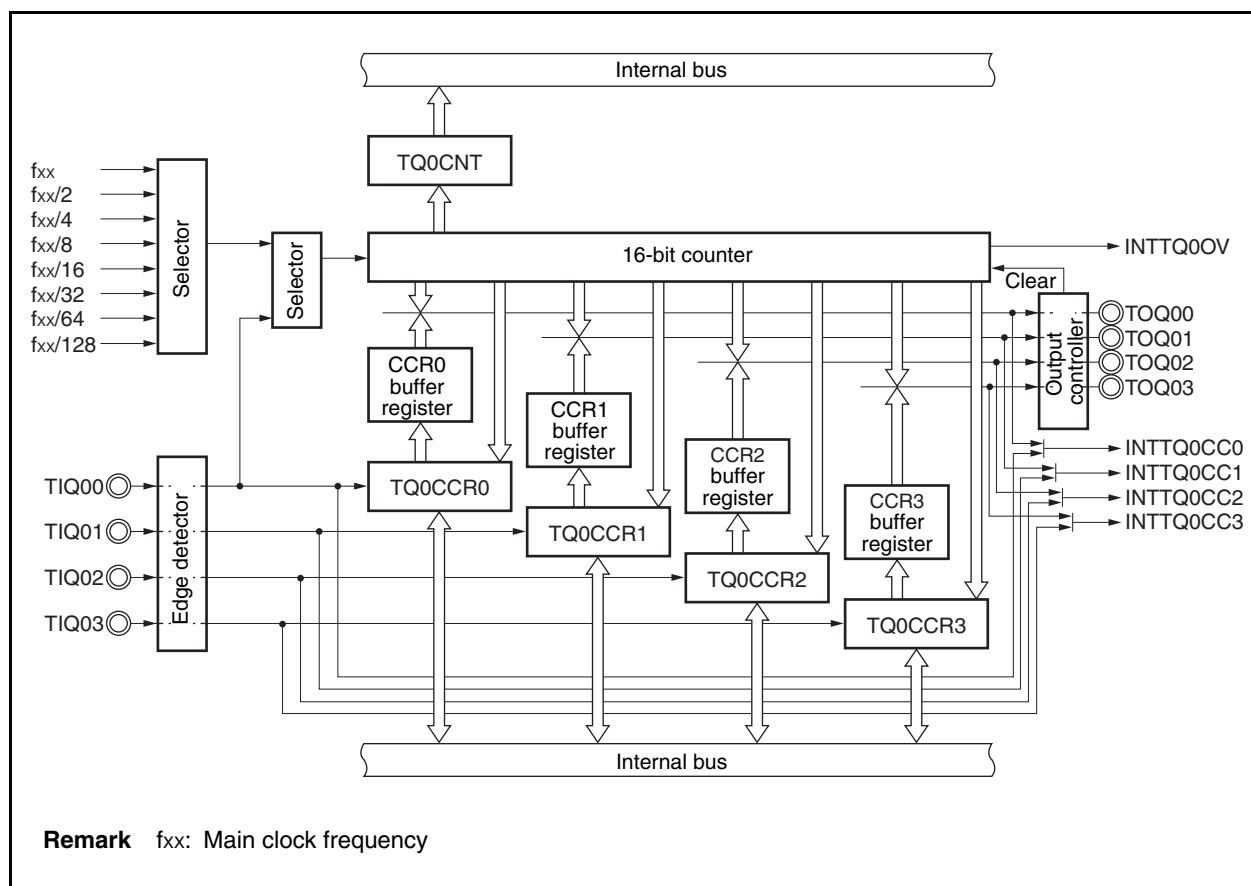 Internal bus
TQ0CNT
fxx
fxx/2
fxx/4
fxx/8
fxx/16
fxx/32
fxx/64
fxx/128
Selector
Selector
16-bit counter
INTTQ0OV
Clear
Output
controller
TOQ00
TOQ01
TOQ02
TOQ03
CCR0
buffer
register
CCR1
buffer
register
CCR2
buffer
register
CCR3
buffer
register
INTTQ0CC0
INTTQ0CC1
INTTQ0CC2
INTTQ0CC3
TIQ00
TIQ01
TIQ02
TIQ03
Edge detector
TQ0CCR0
TQ0CCR1
TQ0CCR2
TQ0CCR3
Internal bus
Remark fxx: Main clock frequency